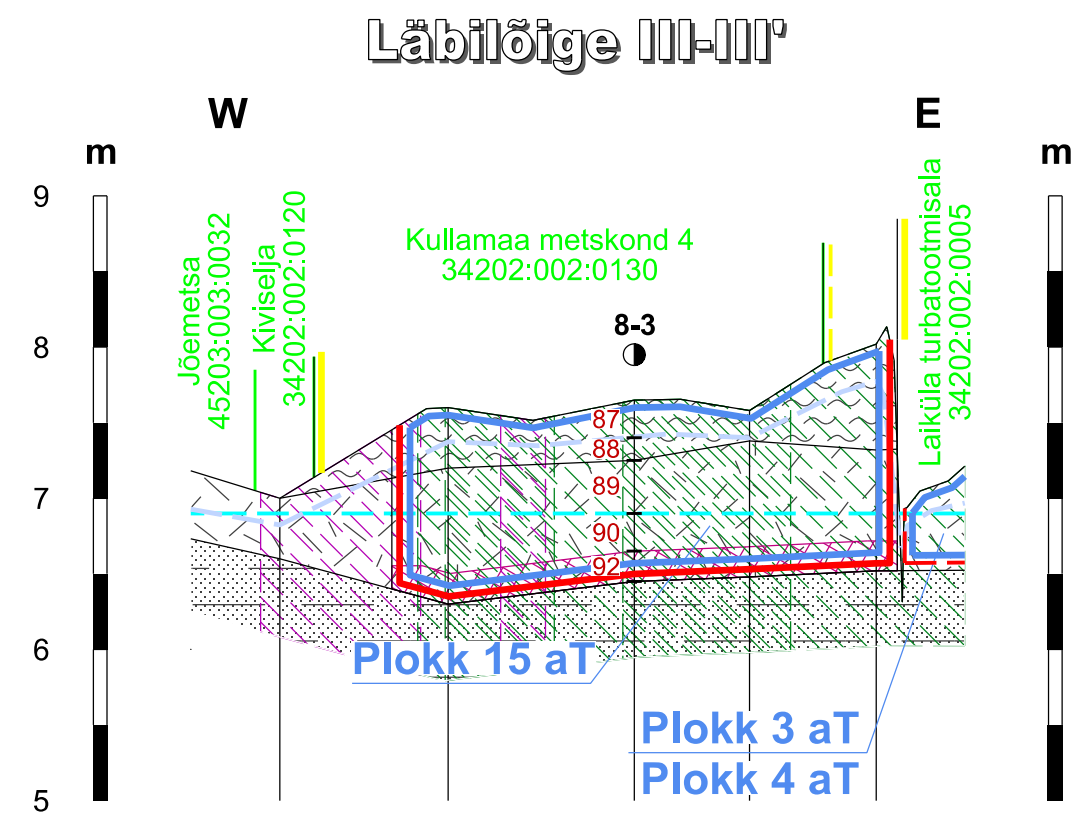 Läbilõige III-III'
W
E
m
m
9
8
7
6
5
Jõemetsa
45203:003:0032
Kiviselja
34202:002:0120
Kullamaa metskond 4
34202:002:0130
8-3
Laiküla turbatootmisala
34202:002:0005
87
88
89
90
92
Plokk 15 aT
Plokk 3 aT
Plokk 4 aT